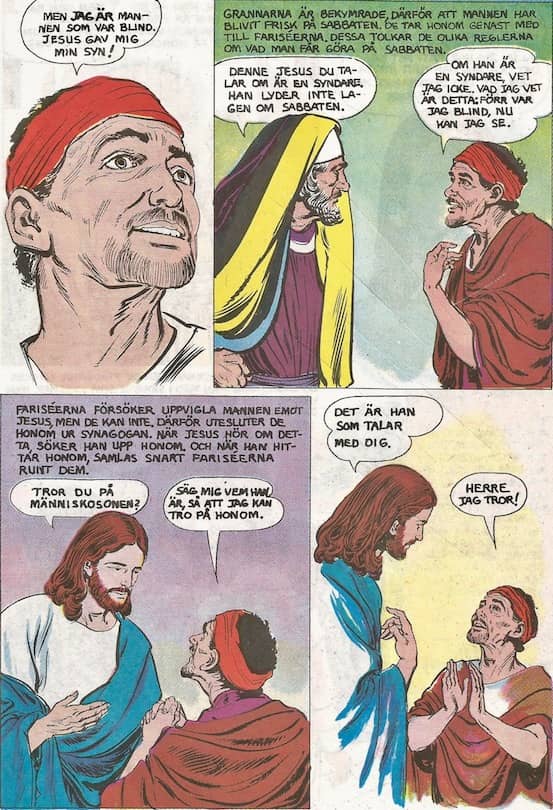 MEN JAG ÄR MAN-
NEN SOM VAR BLIND.
JESUS GAV MIG
MIN SYN!
GRANNARNA ÄR BEKYMRADE, DÄRFÖR ATT MANNEN HAR
BLIVIT FRISK PÅ SABBATEN. DE TAR HONOM GENAST MED
TILL FARISÉERNA. DESSA TOLKAR DE OLIKA REGLERNA
OM VAD MAN FÅR GÖRA PÅ SABBATEN.
DENNE JESUS DU TA-
LAR OM ÄR EN SYNDARE.
HAN LYDER INTE LA-
GEN OM SABBATEN.
OM HAN ÄR
EN SYNDARE, VET
JAG ICKE. VAD JAG VET
ÄR DETTA: FÖRR VAR
JAG BLIND, NU
KAN JAG SE.
FARISÉERNA FÖRSÖKER UPPVIGLA MANNEN EMOT
JESUS, MEN DE KAN INTE, DÄRFÖR UTESLUTER DE
HONOM UR SYNAGOGAN. NÄR JESUS HÖR OM DET-
TA, SÖKER HAN UPP HONOM, OCH NÄR HAN HIT-
TAR HONOM, SAMLAS SNART FARISÉERNA
RUNT DEM.
TROR DU PÅ
MÄNNISKOSONEN?
SÄG MIG VEM HAN
ÄR, SÅ ATT JAG KAN
TRO PÅ HONOM.
DET ÄR HAN
SOM TALAR
MED DIG.
HERRE,
JAG TROR!